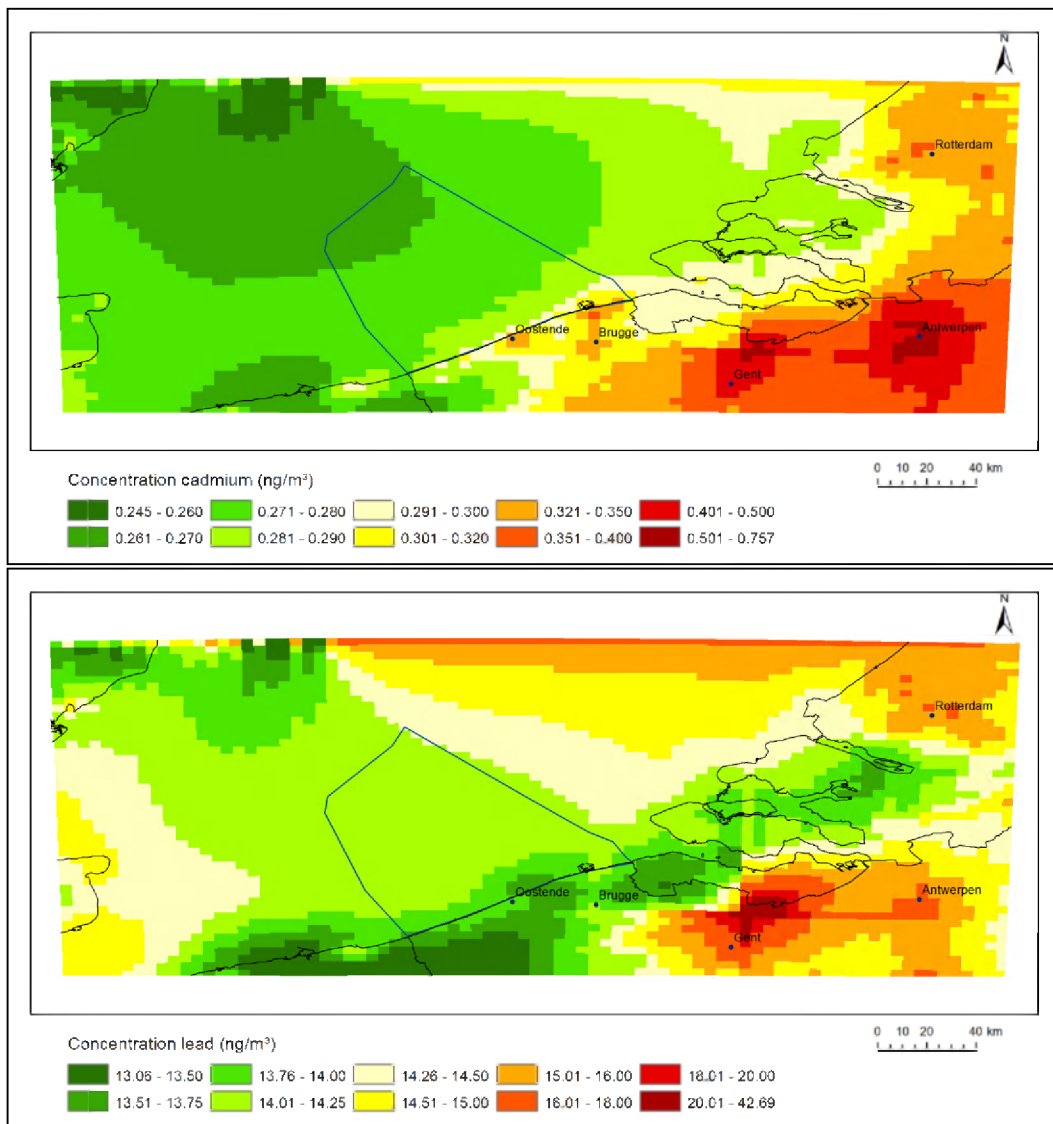 N
Rotterdam
Antwerpen
Oostende
Brugge
Gent
0 10 20 40 km
Concentration cadmium (ng/m³)
0.245 - 0.260 0.271 - 0.280 0.291 - 0.300 0.321 - 0.350 0.401 - 0.500
0.261 - 0.270 0.281 - 0.290 0.301 - 0.320 0.351 - 0.400 0.501 - 0.757
N
Rotterdam
Antwerpen
Oostende
Brugge
Gent
0 10 20 40 km
Concentration lead (ng/m³)
13.06 - 13.50 13.76 - 14.00 14.26 - 14.50 15.01 - 16.00 18.01 - 20.00
13.51 - 13.75 14.01 - 14.25 14.51 - 15.00 16.01 - 18.00 20.01 - 42.69